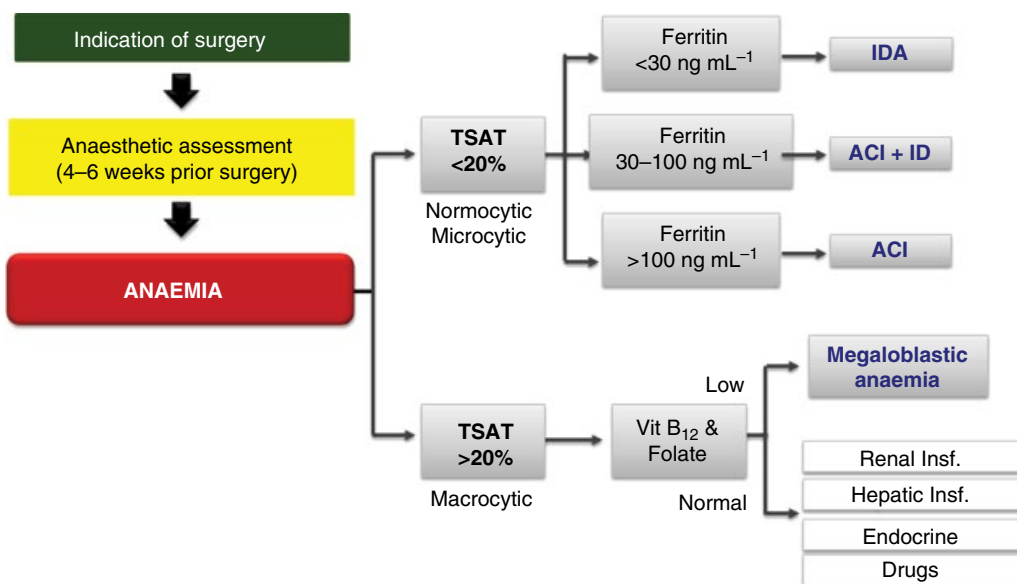 Indication of surgery
Anaesthetic assessment
(4–6 weeks prior surgery)
ANAEMIA
TSAT
<20%
Normocytic
Microcytic
Ferritin
<30 ng mL⁻¹
IDA
Ferritin
30–100 ng mL⁻¹
ACI + ID
Ferritin
>100 ng mL⁻¹
ACI
TSAT
>20%
Macrocytic
Vit B₁₂ &
Folate
Low
Megaloblastic
anaemia
Normal
Renal Insf.
Hepatic Insf.
Endocrine
Drugs